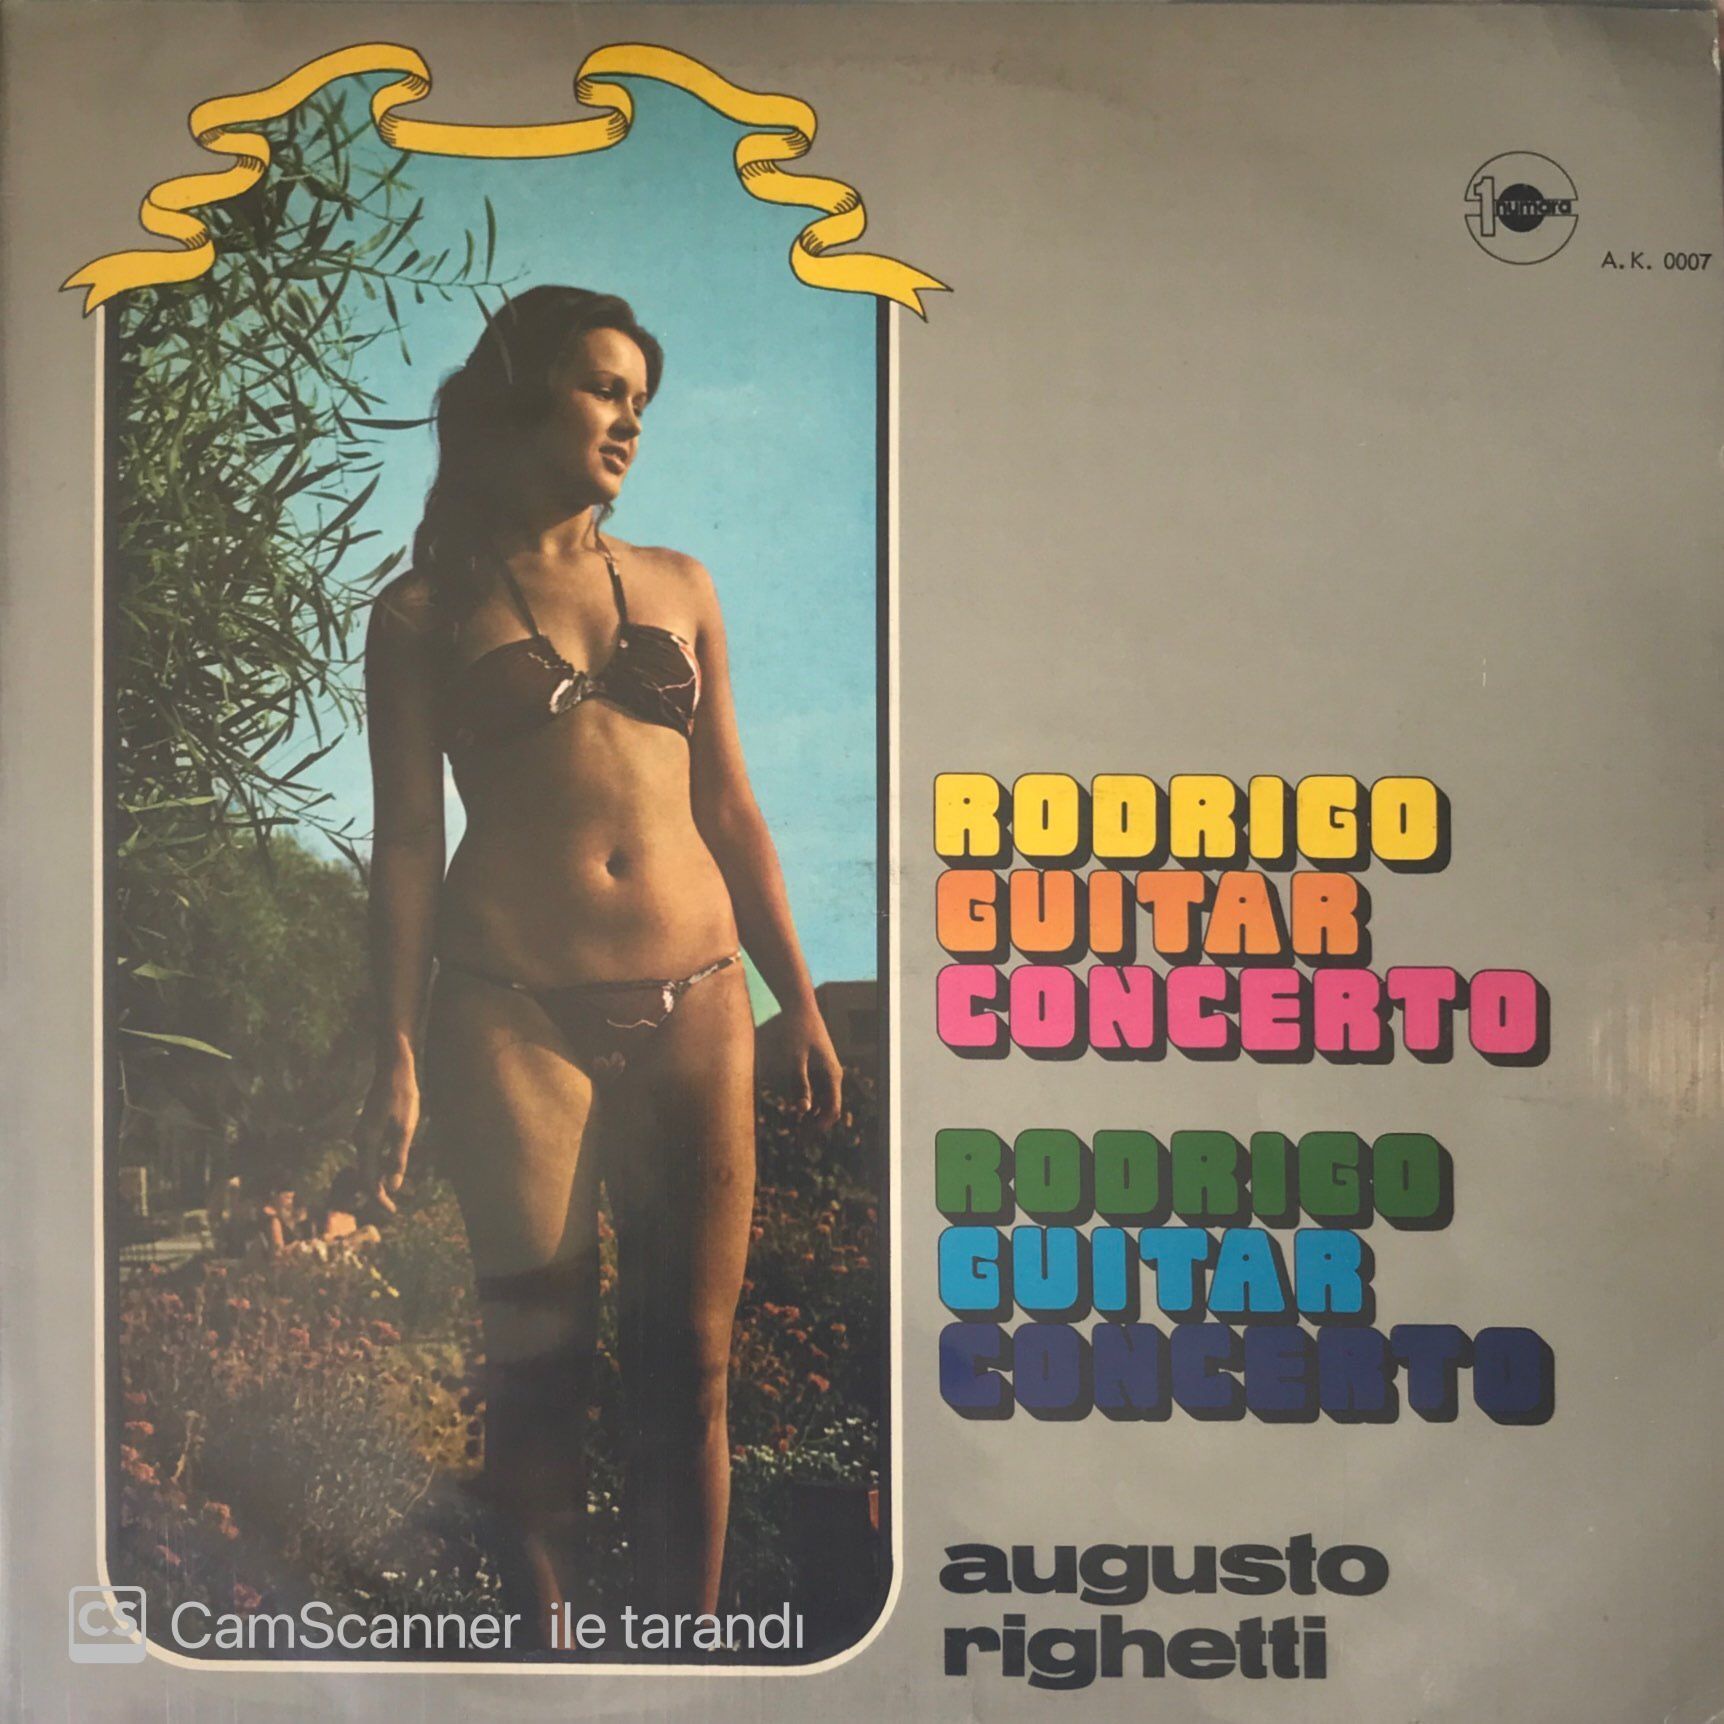 1 numara
A. K. 0007
RODRIGO
GUITAR
CONCERTO
RODRIGO
GUITAR
CONCERTO
augusto
righetti
CS CamScanner ile tarandı